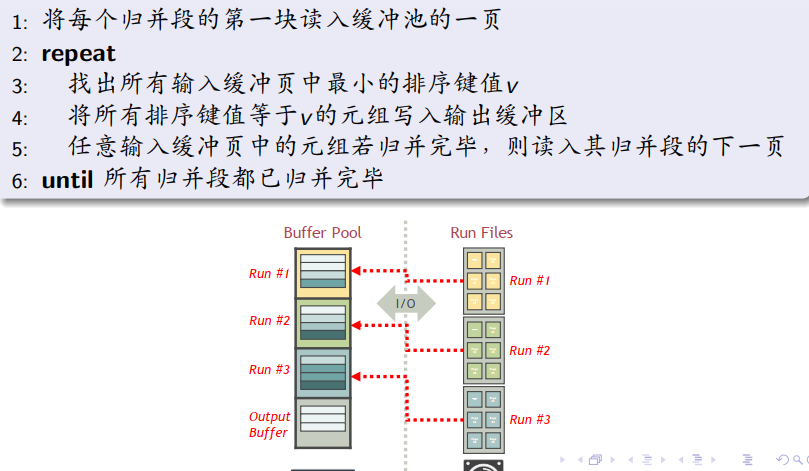 1: 将每个归并段的第一块读入缓冲池的一页
2: repeat
3: 找出所有输入缓冲页中最小的排序键值v
4: 将所有排序键值等于v的元组写入输出缓冲区
5: 任意输入缓冲页中的元组若归并完毕，则读入其归并段的下一页
6: until 所有归并段都已归并完毕
Buffer Pool
Run Files
Run #1
Run #1
I/O
Run #2
Run #2
Run #3
Run #3
Output
Buffer